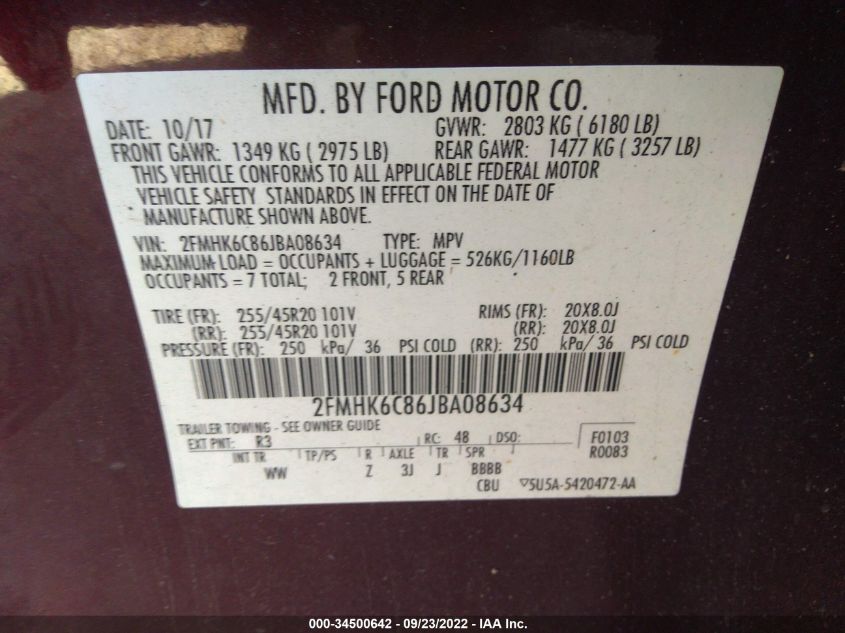 MFD. BY FORD MOTOR CO.
DATE: 10/17 GVWR: 2803 KG ( 6180 LB)
FRONT GAWR: 1349 KG ( 2975 LB) REAR GAWR: 1477 KG ( 3257 LB)
THIS VEHICLE CONFORMS TO ALL APPLICABLE FEDERAL MOTOR
VEHICLE SAFETY STANDARDS IN EFFECT ON THE DATE OF
MANUFACTURE SHOWN ABOVE.
VIN: 2FMHK6C86JBA08634 TYPE: MPV
MAXIMUM LOAD = OCCUPANTS + LUGGAGE = 526KG/1160LB
OCCUPANTS = 7 TOTAL; 2 FRONT, 5 REAR
TIRE (FR): 255/45R20 101V RIMS (FR): 20X8.0J
(RR): 255/45R20 101V (RR): 20X8.0J
PRESSURE (FR): 250 kPa/ 36 PSI COLD (RR): 250 kPa/ 36 PSI COLD
2FMHK6C86JBA08634
TRAILER TOWING - SEE OWNER GUIDE
EXT PNT: R3 RC: 48 DSO: F0103
INT TR TP/PS R AXLE TR SPR R0083
WW Z 3J J BBBB
CBU ▽5U5A-5420472-AA
000-34500642 - 09/23/2022 - IAA Inc.